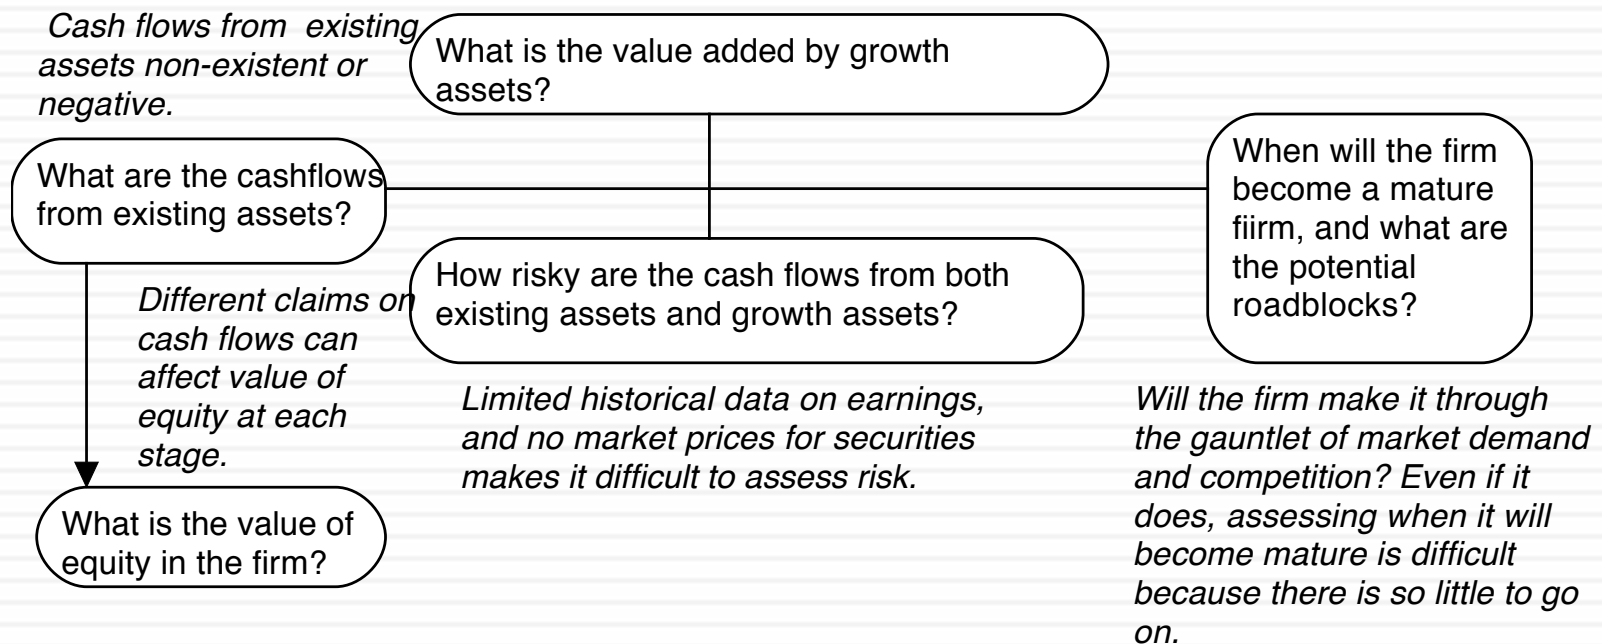 Cash flows from existing
assets non-existent or
negative.
What is the value added by growth
assets?
What are the cashflows
from existing assets?
When will the firm
become a mature
fiirm, and what are
the potential
roadblocks?
How risky are the cash flows from both
existing assets and growth assets?
Different claims on
cash flows can
affect value of
equity at each
stage.
Limited historical data on earnings,
and no market prices for securities
makes it difficult to assess risk.
Will the firm make it through
the gauntlet of market demand
and competition? Even if it
does, assessing when it will
become mature is difficult
because there is so little to go
on.
What is the value of
equity in the firm?